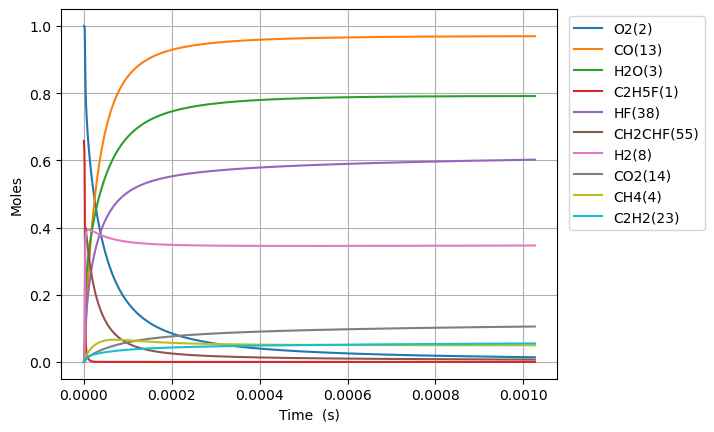 1.0
0.8
0.6
0.4
0.2
0.0
Moles
0.0000
0.0002
0.0004
0.0006
0.0008
0.0010
Time (s)
O2(2)
CO(13)
H2O(3)
C2H5F(1)
HF(38)
CH2CHF(55)
H2(8)
CO2(14)
CH4(4)
C2H2(23)